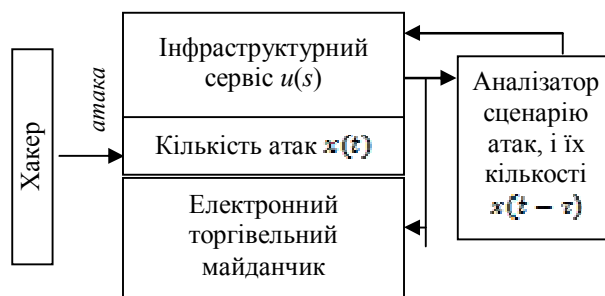 Хакер
атака
Інфраструктурний
сервіс u(s)
Кількість атак x(t)
Електронний
торгівельний
майданчик
Аналізатор
сценарію
атак, і їх
кількості
x(t − τ)